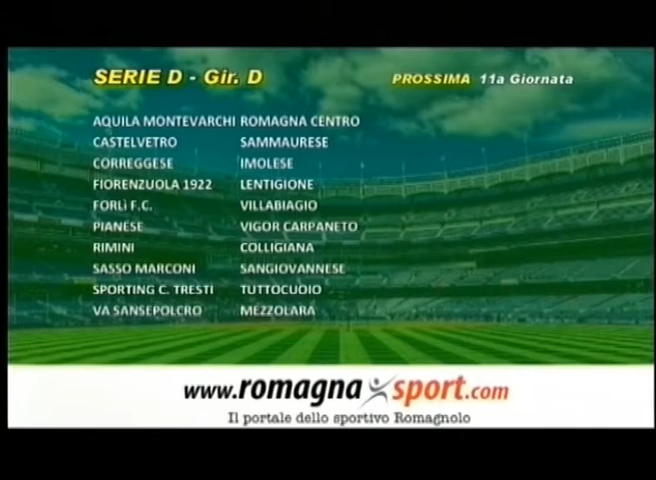 SERIE D - Gir. D
PROSSIMA 11a Giornata
AQUILA MONTEVARCHI ROMAGNA CENTRO
CASTELVETRO SAMMAURESE
CORREGGESE IMOLESE
FIORENZUOLA 1922 LENTIGIONE
FORLÌ F.C. VILLABIAGIO
PIANESE VIGOR CARPANETO
RIMINI COLLIGIANA
SASSO MARCONI SANGIOVANNESE
SPORTING C. TRESTI TUTTOCUOIO
VA SANSEPOLCRO MEZZOLARA
www.romagnasport.com
Il portale dello sportivo Romagnolo